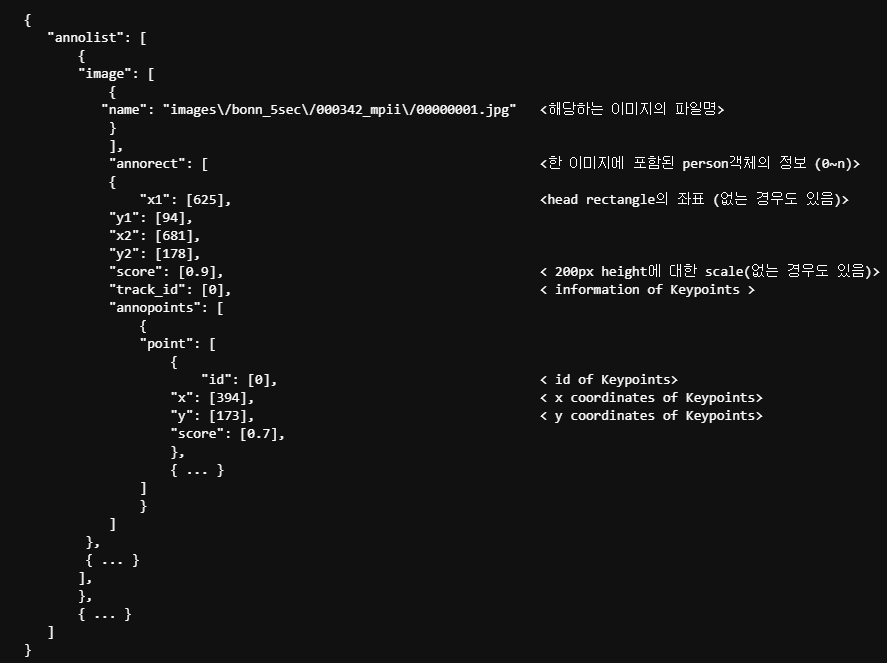 {
"annolist": [
{
"image": [
{
"name": "images\/bonn_5sec\/000342_mpii\/00000001.jpg" <해당하는 이미지의 파일명>
}
],
"annorect": [ <한 이미지에 포함된 person객체의 정보 (0~n)>
{
"x1": [625], <head rectangle의 좌표 (없는 경우도 있음)>
"y1": [94],
"x2": [681],
"y2": [178],
"score": [0.9], < 200px height에 대한 scale(없는 경우도 있음)>
"track_id": [0], < information of Keypoints >
"annopoints": [
{
"point": [
{
"id": [0], < id of Keypoints>
"x": [394], < x coordinates of Keypoints>
"y": [173], < y coordinates of Keypoints>
"score": [0.7],
},
{ ... }
]
}
]
},
{ ... }
],
},
{ ... }
]
}